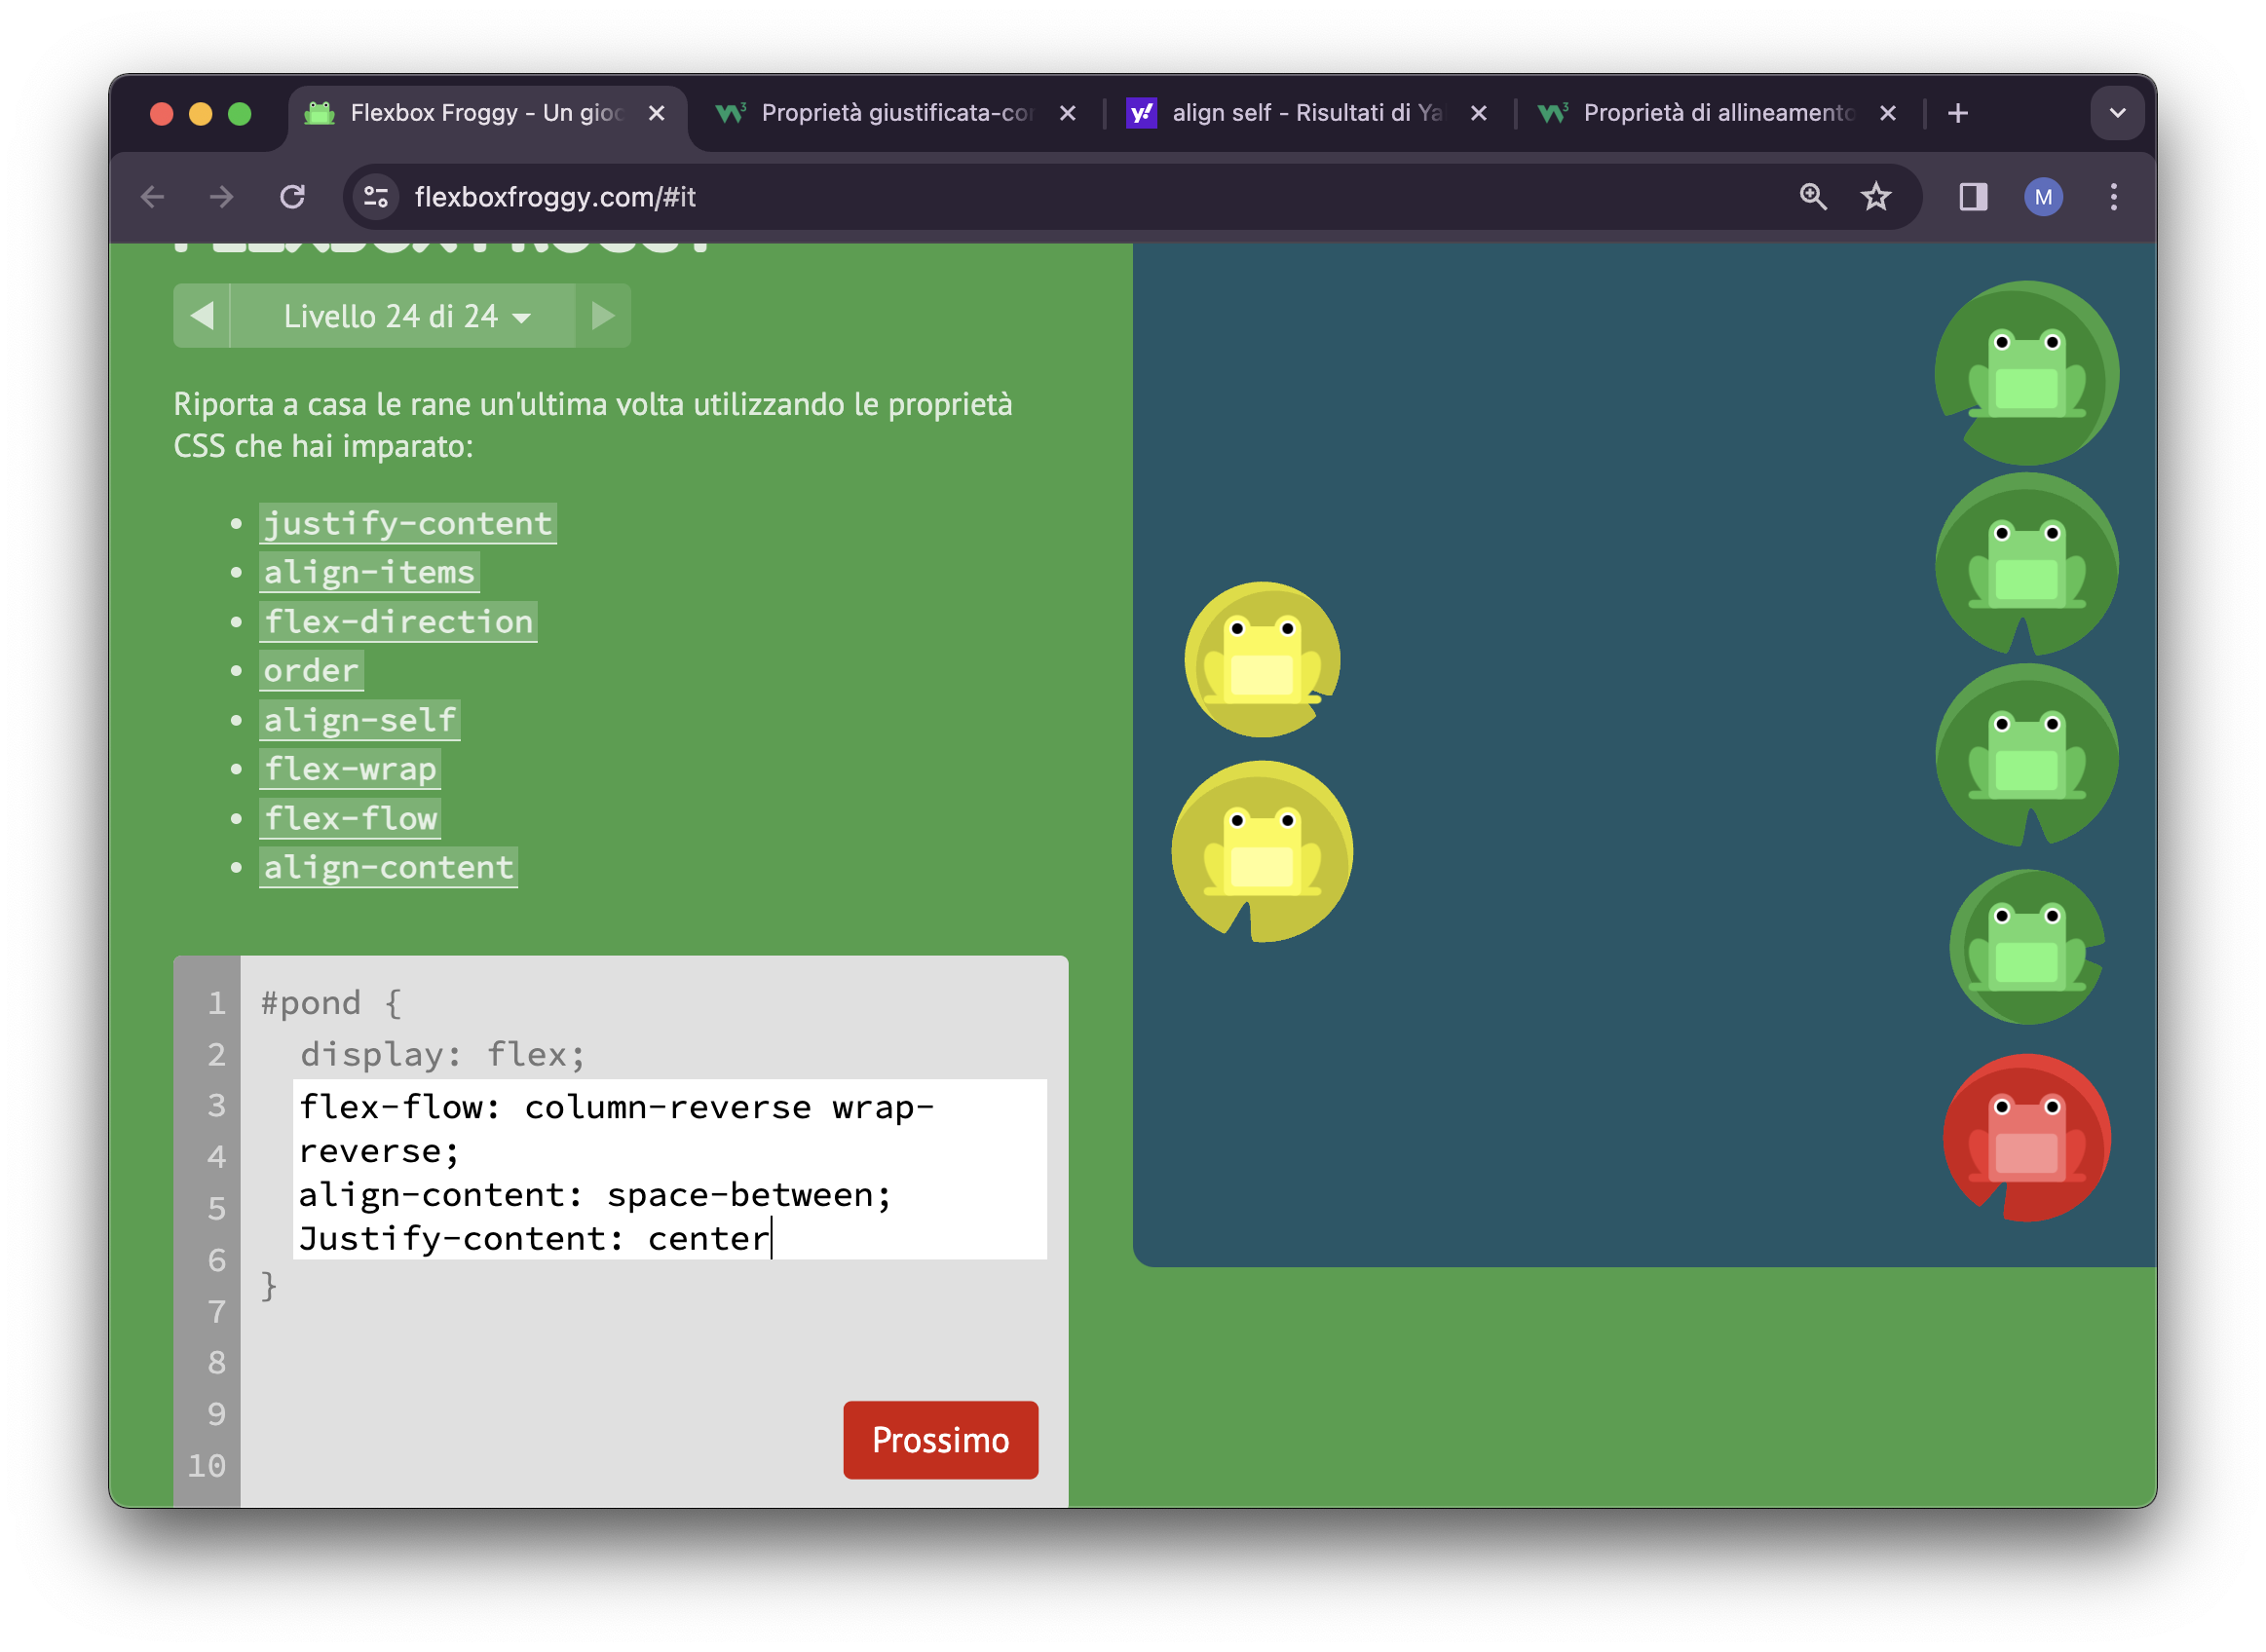 Flexbox Froggy - Un gioc
Proprietà giustificata-con
align self - Risultati di Ya
Proprietà di allineamento
flexboxfroggy.com/#it
M
FLEXBOX FROGGY
Livello 24 di 24
Riporta a casa le rane un'ultima volta utilizzando le proprietà
CSS che hai imparato:
justify-content
align-items
flex-direction
order
align-self
flex-wrap
flex-flow
align-content
1 #pond {
2 display: flex;
3 flex-flow: column-reverse wrap-
4 reverse;
5 align-content: space-between;
6 Justify-content: center
7 }
8
9
10
Prossimo